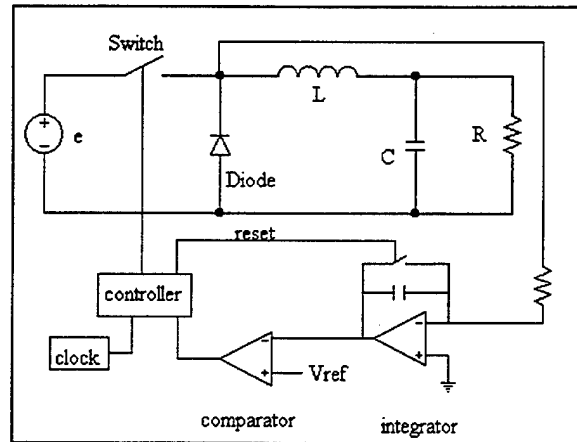 Switch
+
−
e
L
C
R
Diode
reset
controller
clock
−
+
Vref
−
+
comparator
integrator